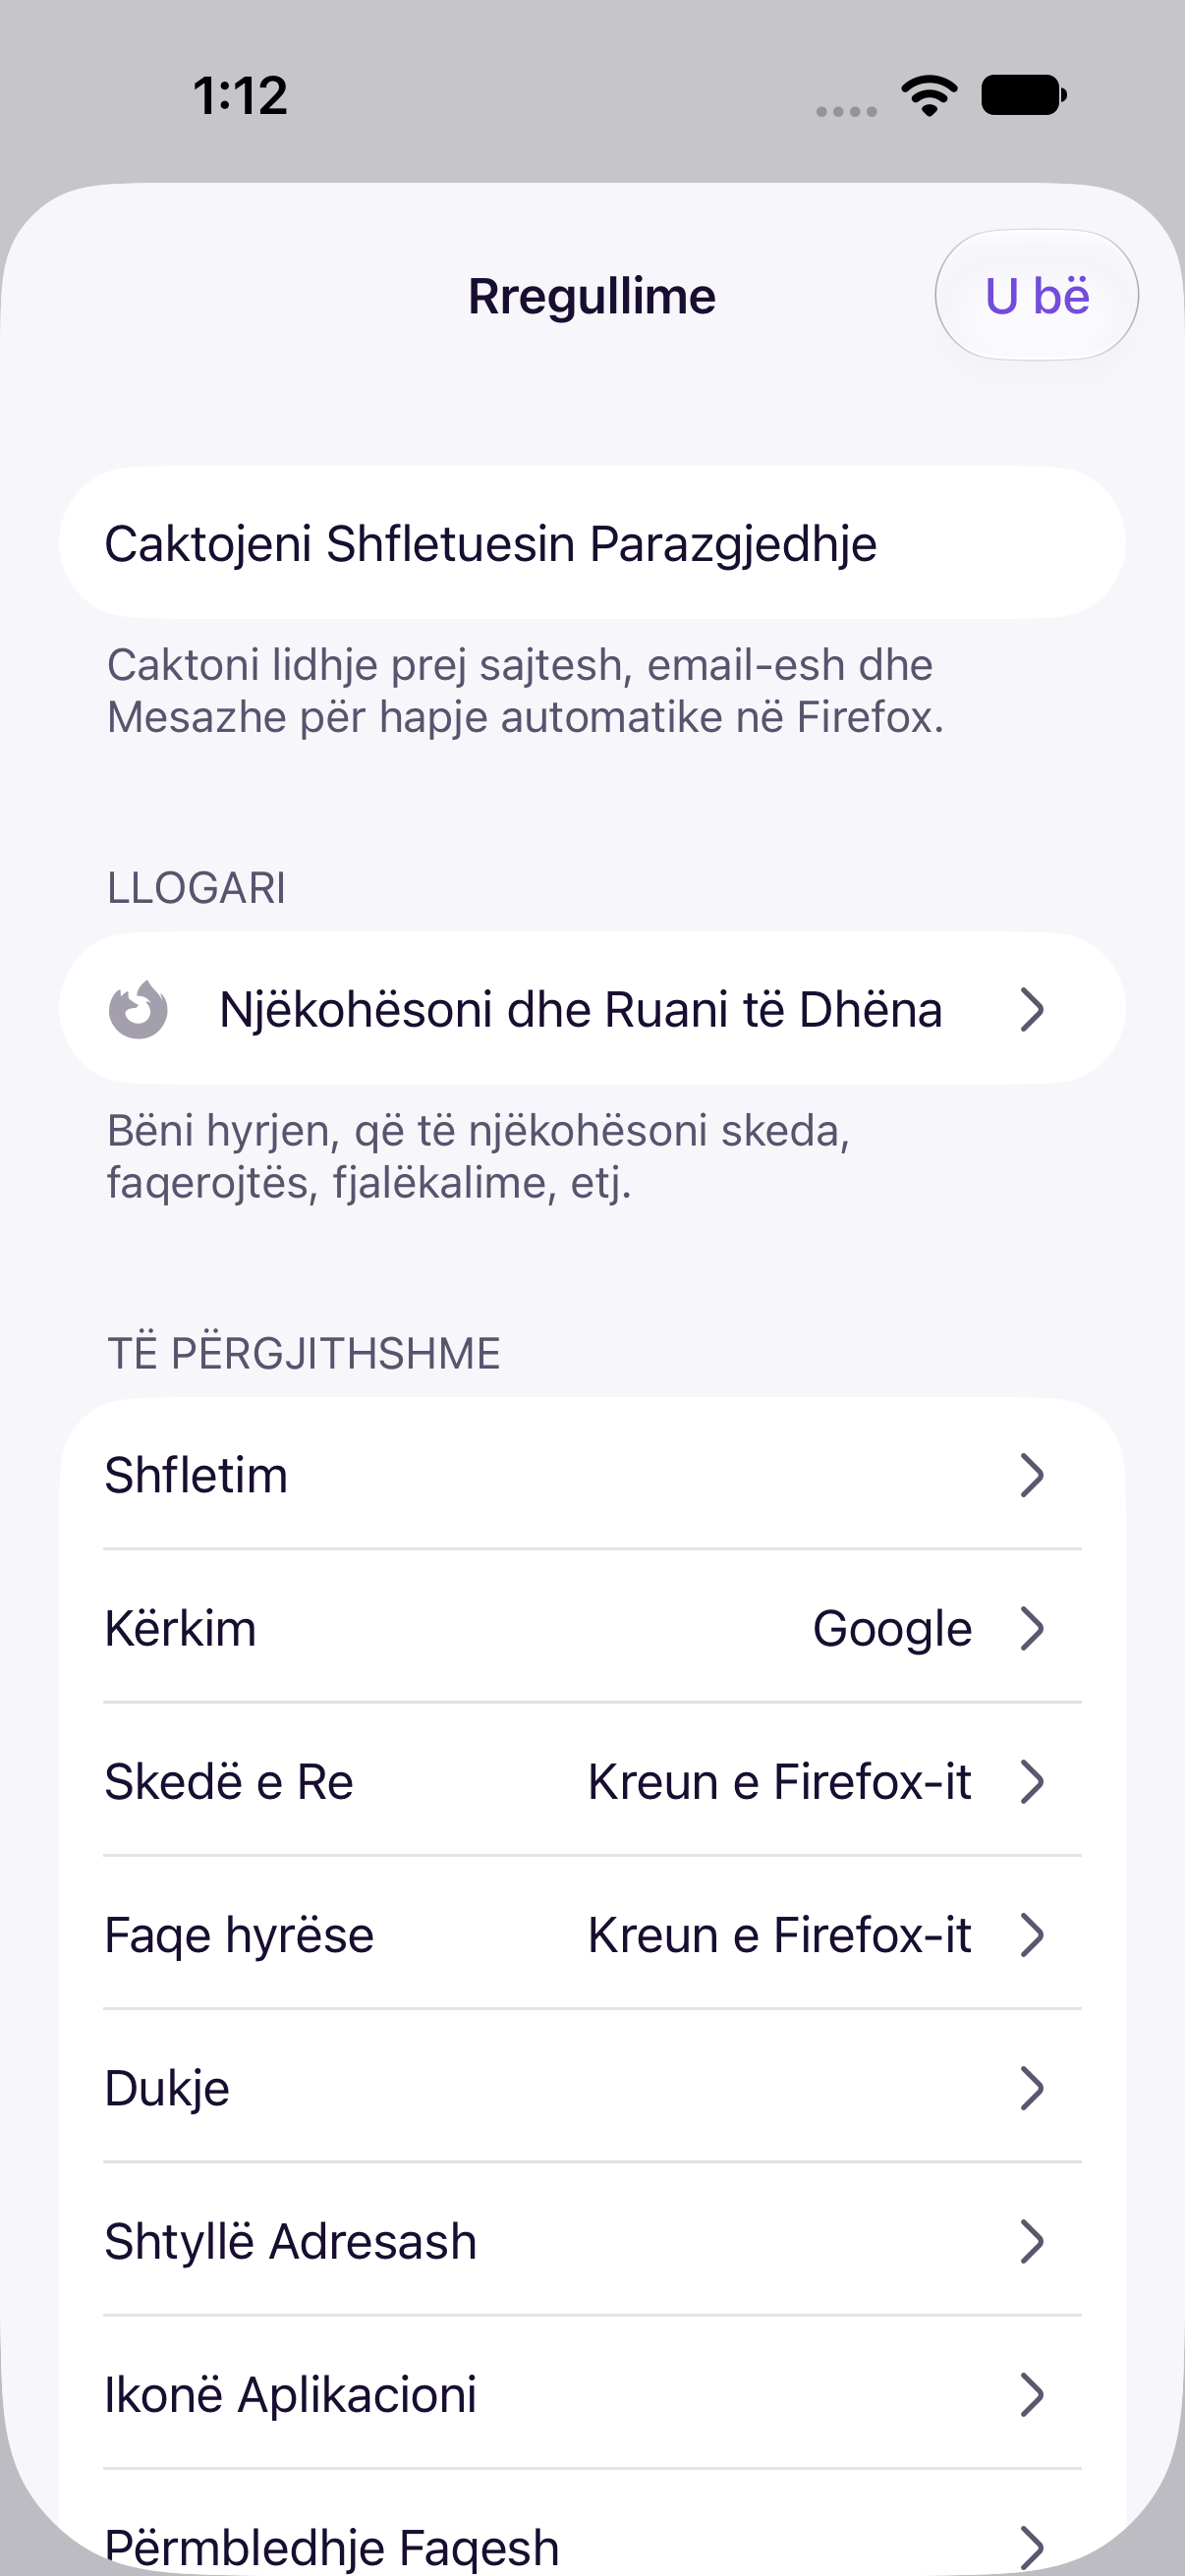 1:12
Rregullime
U bë
Caktojeni Shfletuesin Parazgjedhje
Caktoni lidhje prej sajtesh, email-esh dhe
Mesazhe për hapje automatike në Firefox.
LLOGARI
Njëkohësoni dhe Ruani të Dhëna
Bëni hyrjen, që të njëkohësoni skeda,
faqerojtës, fjalëkalime, etj.
TË PËRGJITHSHME
Shfletim
Kërkim Google
Skedë e Re Kreun e Firefox-it
Faqe hyrëse Kreun e Firefox-it
Dukje
Shtyllë Adresash
Ikonë Aplikacioni
Përmbledhje Faqesh